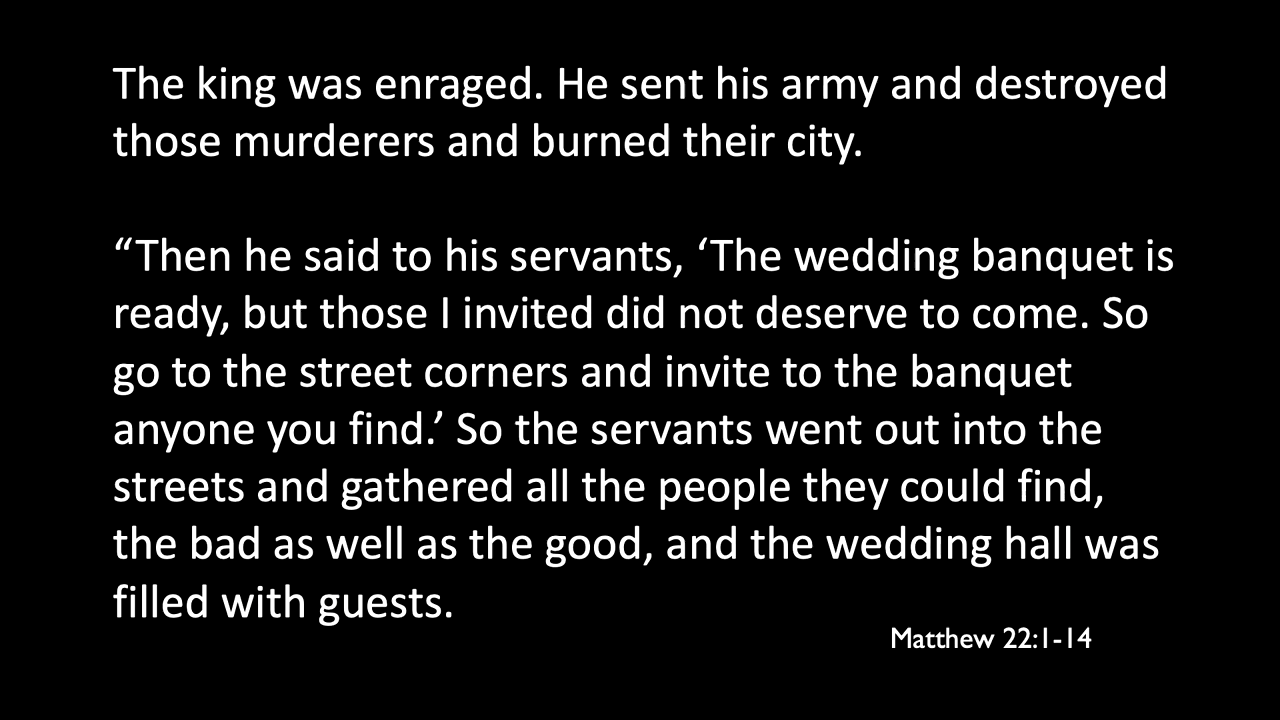 The king was enraged. He sent his army and destroyed
those murderers and burned their city.
“Then he said to his servants, ‘The wedding banquet is
ready, but those I invited did not deserve to come. So
go to the street corners and invite to the banquet
anyone you find.’ So the servants went out into the
streets and gathered all the people they could find,
the bad as well as the good, and the wedding hall was
filled with guests.
Matthew 22:1-14